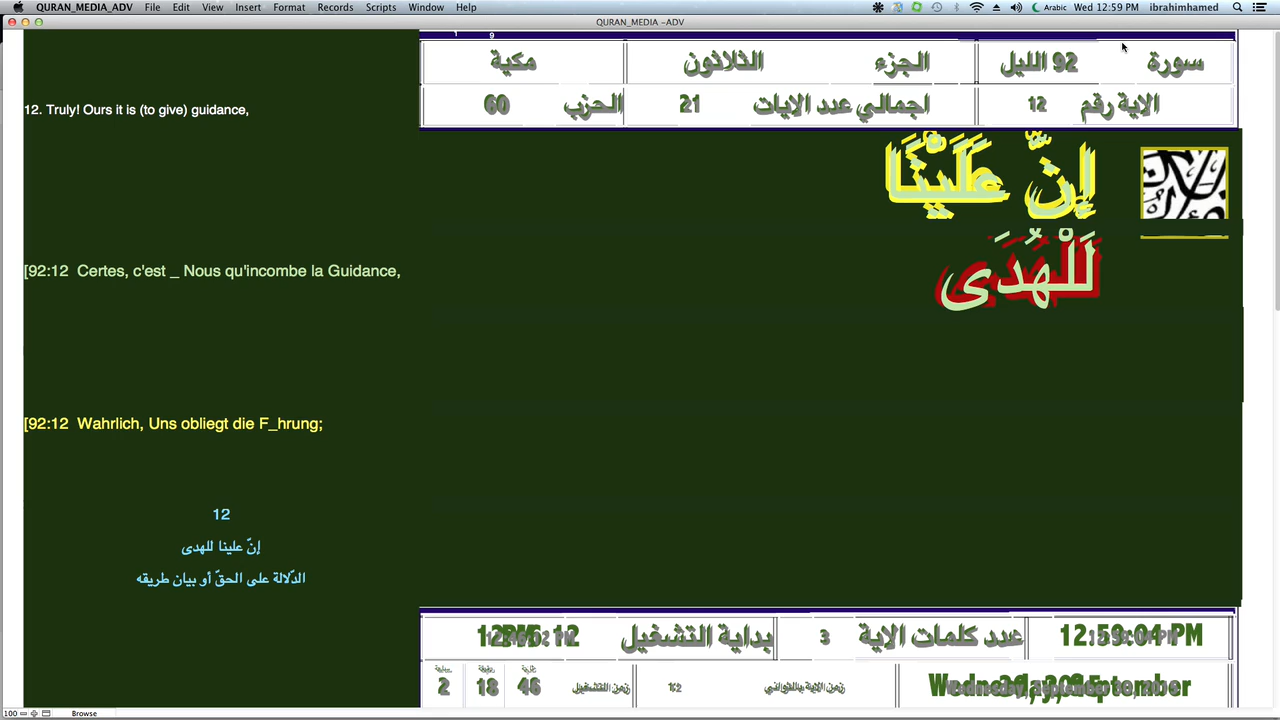 QURAN_MEDIA_ADV File Edit View Insert Format Records Scripts Window Help Arabic Wed 12:59 PM ibrahimhamed
QURAN_MEDIA -ADV
1 9
سورة 92 الليل الجزء الثلاثون مكية
الاية رقم 12 اجمالي عدد الايات 21 الحزب 60
12. Truly! Ours it is (to give) guidance,
إِنَّ عَلَيْنَا
لَلْهُدَى
[92:12 Certes, c'est _ Nous qu'incombe la Guidance,
[92:12 Wahrlich, Uns obliegt die F_hrung;
12
إنّ علينا للهدى
الدّلالة على الحقّ أو بيان طريقه
12:59:04 PM عدد كلمات الاية 3 بداية التشغيل
زمن الاية بالثواني زمن التشغيل 46 18 2
100 Browse